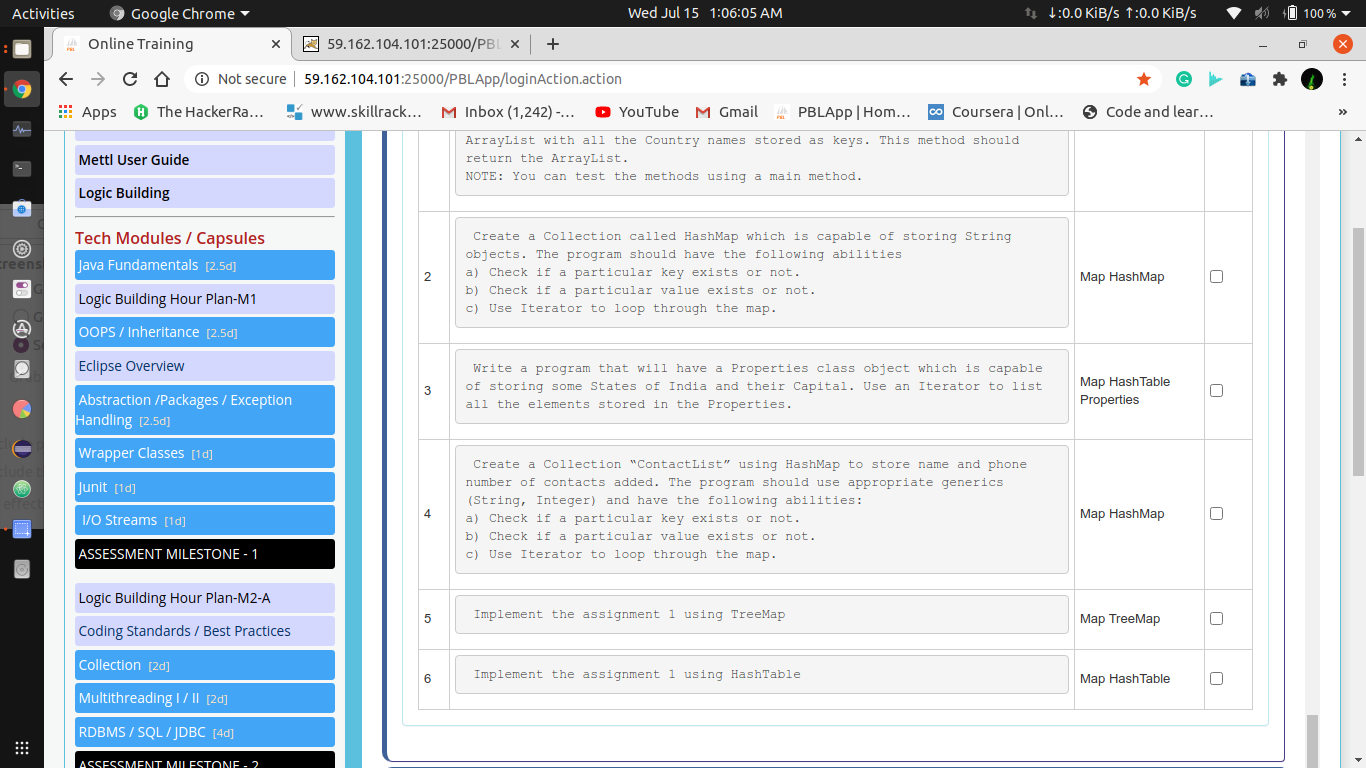 Activities
Google Chrome
Wed Jul 15 1:06:05 AM
↓:0.0 KiB/s ↑:0.0 KiB/s
100 %
Online Training
59.162.104.101:25000/PBL
Not secure
59.162.104.101:25000/PBLApp/loginAction.action
Apps
The HackerRa...
www.skillrack...
Inbox (1,242) -...
YouTube
Gmail
PBLApp | Hom...
Coursera | Onl...
Code and lear...
»
Mettl User Guide
Logic Building
Tech Modules / Capsules
Java Fundamentals [2.5d]
Logic Building Hour Plan-M1
OOPS / Inheritance [2.5d]
Eclipse Overview
Abstraction /Packages / Exception
Handling [2.5d]
Wrapper Classes [1d]
Junit [1d]
I/O Streams [1d]
ASSESSMENT MILESTONE - 1
Logic Building Hour Plan-M2-A
Coding Standards / Best Practices
Collection [2d]
Multithreading I / II [2d]
RDBMS / SQL / JDBC [4d]
ASSESSMENT MILESTONE - 2
ArrayList with all the Country names stored as keys. This method should
return the ArrayList.
NOTE: You can test the methods using a main method.
2
Create a Collection called HashMap which is capable of storing String
objects. The program should have the following abilities
a) Check if a particular key exists or not.
b) Check if a particular value exists or not.
c) Use Iterator to loop through the map.
Map HashMap
3
Write a program that will have a Properties class object which is capable
of storing some States of India and their Capital. Use an Iterator to list
all the elements stored in the Properties.
Map HashTable
Properties
4
Create a Collection “ContactList” using HashMap to store name and phone
number of contacts added. The program should use appropriate generics
(String, Integer) and have the following abilities:
a) Check if a particular key exists or not.
b) Check if a particular value exists or not.
c) Use Iterator to loop through the map.
Map HashMap
5
Implement the assignment 1 using TreeMap
Map TreeMap
6
Implement the assignment 1 using HashTable
Map HashTable